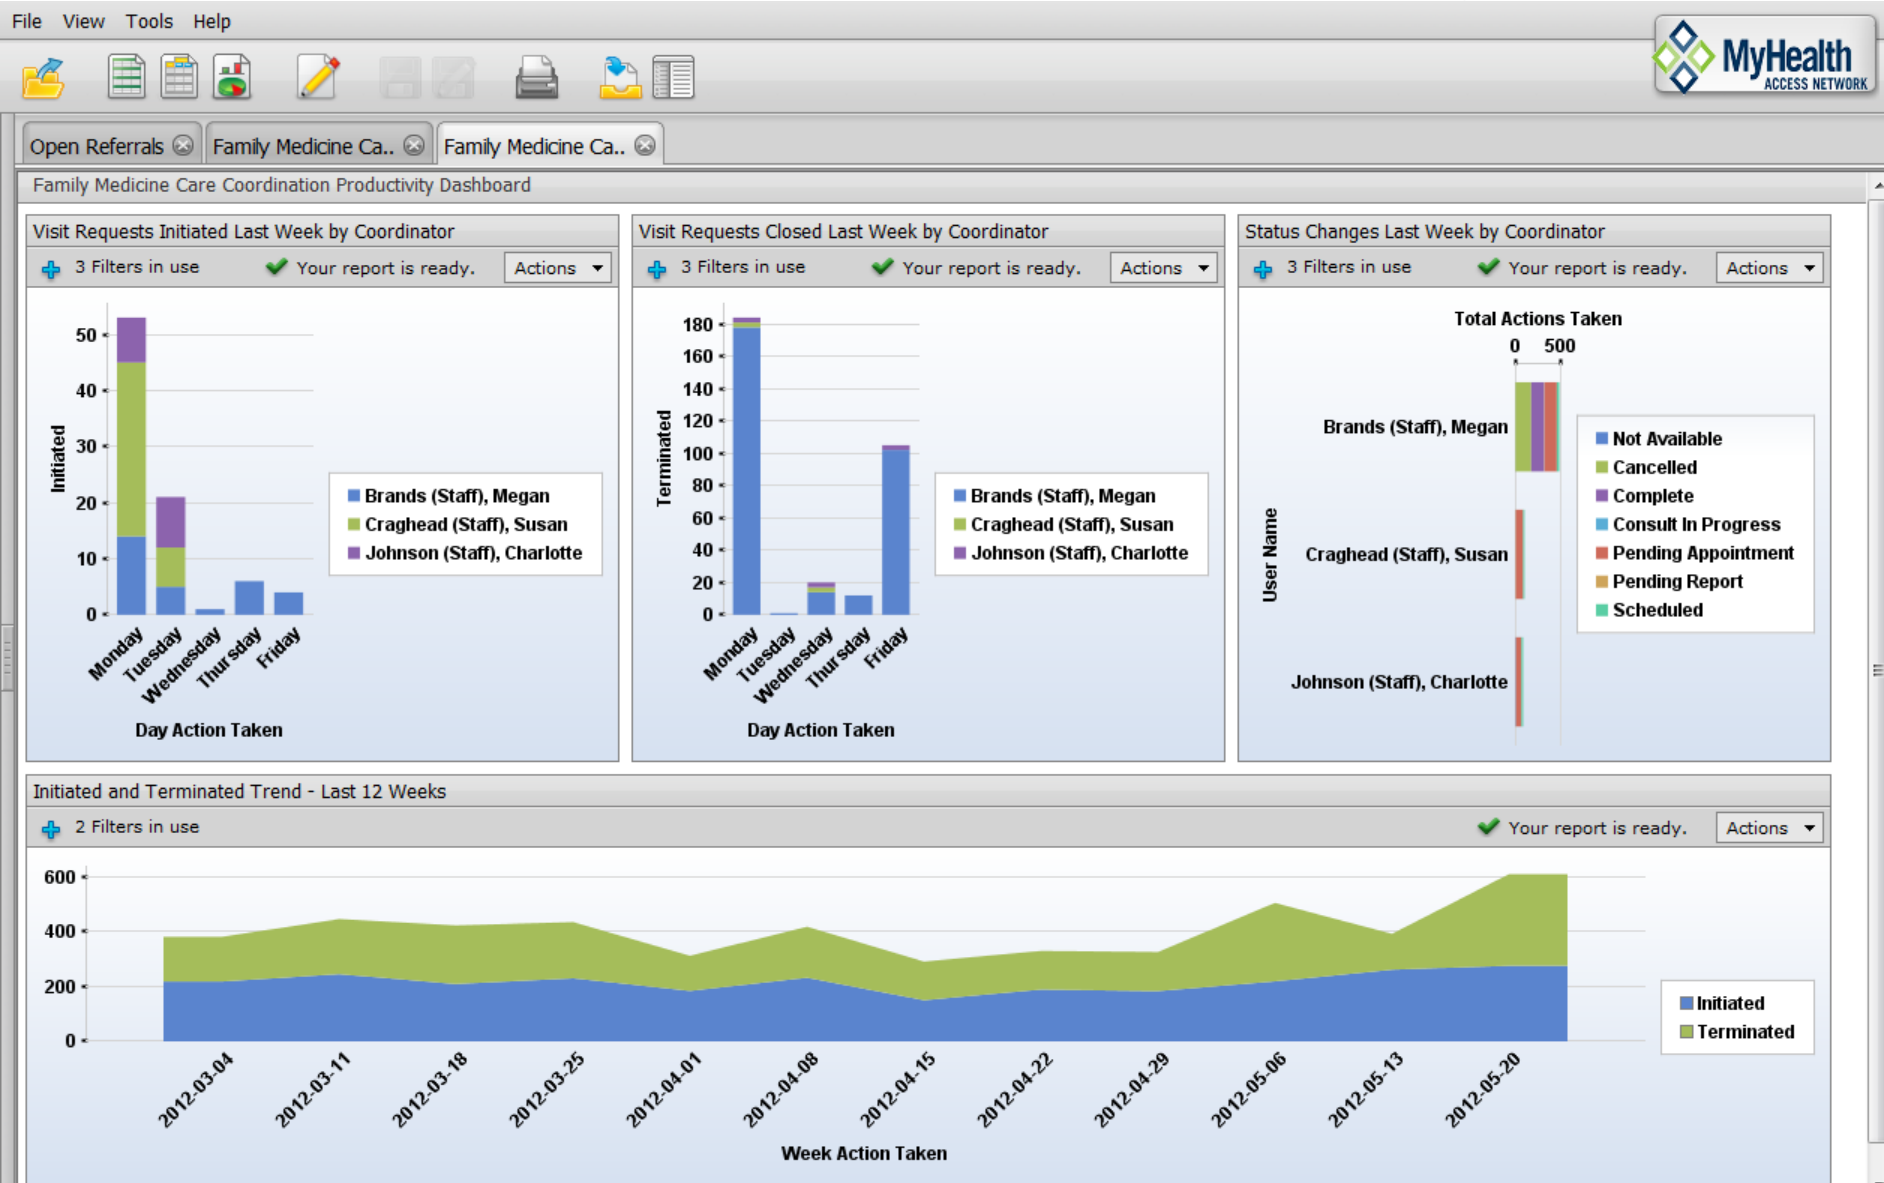 File View Tools Help
MyHealth
ACCESS NETWORK
Open Referrals Family Medicine Ca.. Family Medicine Ca..
Family Medicine Care Coordination Productivity Dashboard
Visit Requests Initiated Last Week by Coordinator
3 Filters in use Your report is ready. Actions
50
40
30
20
10
0
Initiated
Brands (Staff), Megan
Craghead (Staff), Susan
Johnson (Staff), Charlotte
Monday Tuesday Wednesday Thursday Friday
Day Action Taken
Visit Requests Closed Last Week by Coordinator
3 Filters in use Your report is ready. Actions
180
160
140
120
100
80
60
40
20
0
Terminated
Brands (Staff), Megan
Craghead (Staff), Susan
Johnson (Staff), Charlotte
Monday Tuesday Wednesday Thursday Friday
Day Action Taken
Status Changes Last Week by Coordinator
3 Filters in use Your report is ready. Actions
Total Actions Taken
0 500
User Name
Brands (Staff), Megan
Craghead (Staff), Susan
Johnson (Staff), Charlotte
Not Available
Cancelled
Complete
Consult In Progress
Pending Appointment
Pending Report
Scheduled
Initiated and Terminated Trend - Last 12 Weeks
2 Filters in use Your report is ready. Actions
600
400
200
0
Initiated
Terminated
2012-03-04 2012-03-11 2012-03-18 2012-03-25 2012-04-01 2012-04-08 2012-04-15 2012-04-22 2012-04-29 2012-05-06 2012-05-13 2012-05-20
Week Action Taken